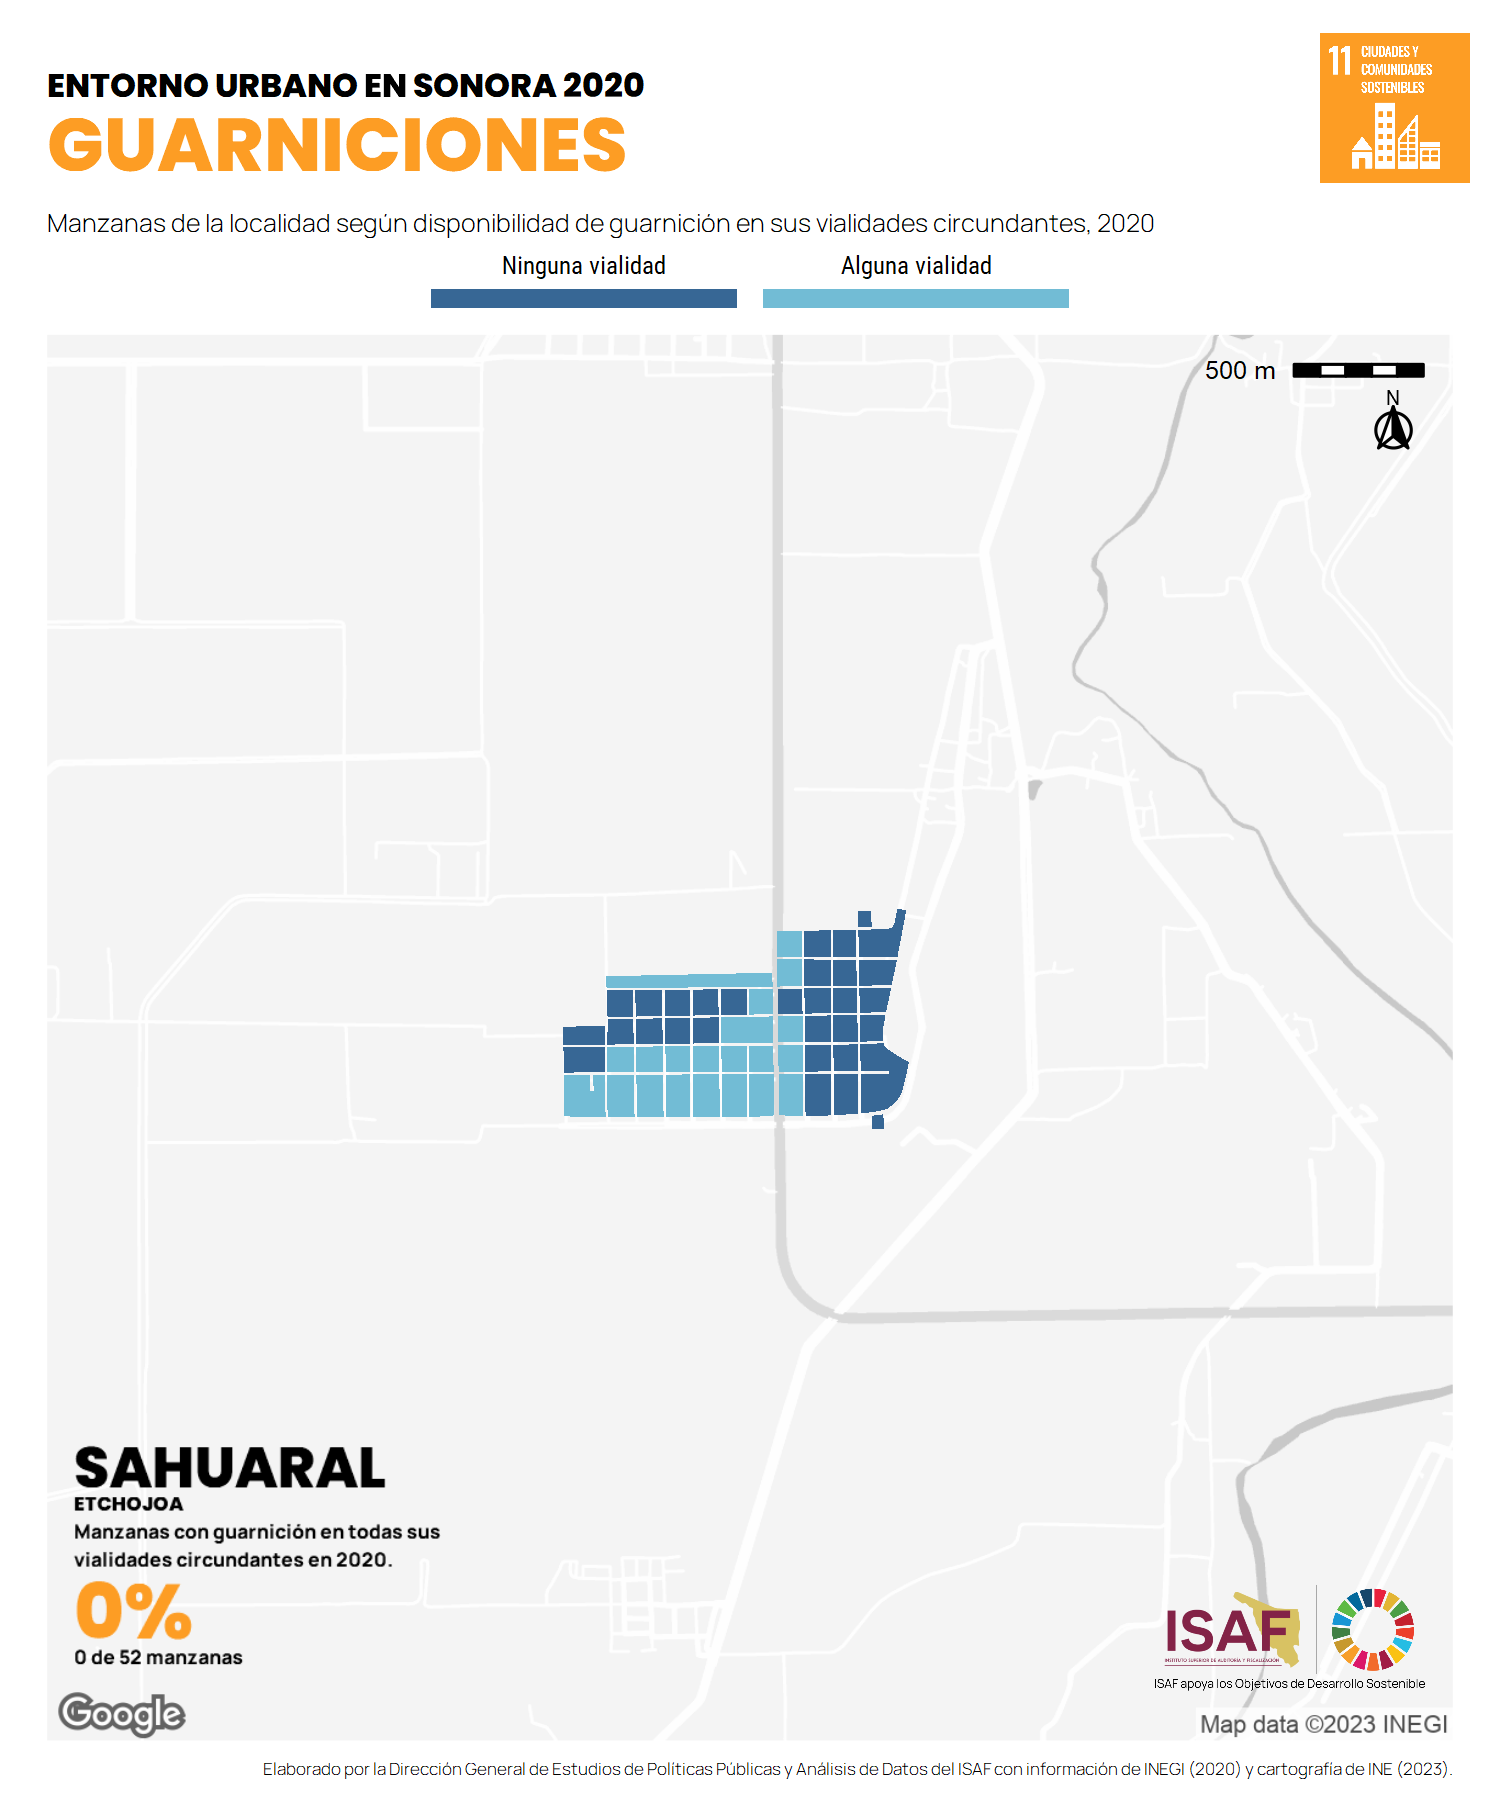 ENTORNO URBANO EN SONORA 2020
GUARNICIONES
11 CIUDADES Y
COMUNIDADES
SOSTENIBLES
Manzanas de la localidad según disponibilidad de guarnición en sus vialidades circundantes, 2020
Ninguna vialidad
Alguna vialidad
500 m
N
SAHUARAL
ETCHOJOA
Manzanas con guarnición en todas sus
vialidades circundantes en 2020.
0%
0 de 52 manzanas
ISAF
INSTITUTO SUPERIOR DE AUDITORÍA Y FISCALIZACIÓN
ISAF apoya los Objetivos de Desarrollo Sostenible
Google
Map data ©2023 INEGI
Elaborado por la Dirección General de Estudios de Políticas Públicas y Análisis de Datos del ISAF con información de INEGI (2020) y cartografía de INE (2023).